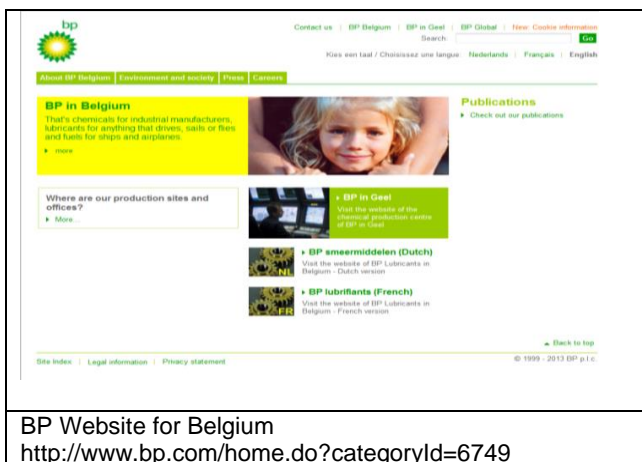 bp
Contact us | BP Belgium | BP in Geel | BP Global | New: Cookie information
Search: Go
Kies een taal / Choisissez une langue: Nederlands | Français | English
About BP Belgium | Environment and society | Press | Careers
BP in Belgium
That's chemicals for industrial manufacturers,
lubricants for anything that drives, sails or flies
and fuels for ships and airplanes.
more
Publications
Check out our publications
Where are our production sites and
offices?
More...
BP in Geel
Visit the website of the
chemical production centre
of BP in Geel
NL
BP smeermiddelen (Dutch)
Visit the website of BP Lubricants in
Belgium - Dutch version
FR
BP lubrifiants (French)
Visit the website of BP Lubricants in
Belgium - French version
Back to top
Site Index | Legal information | Privacy statement
© 1999 - 2013 BP p.l.c.
BP Website for Belgium
http://www.bp.com/home.do?categoryId=6749